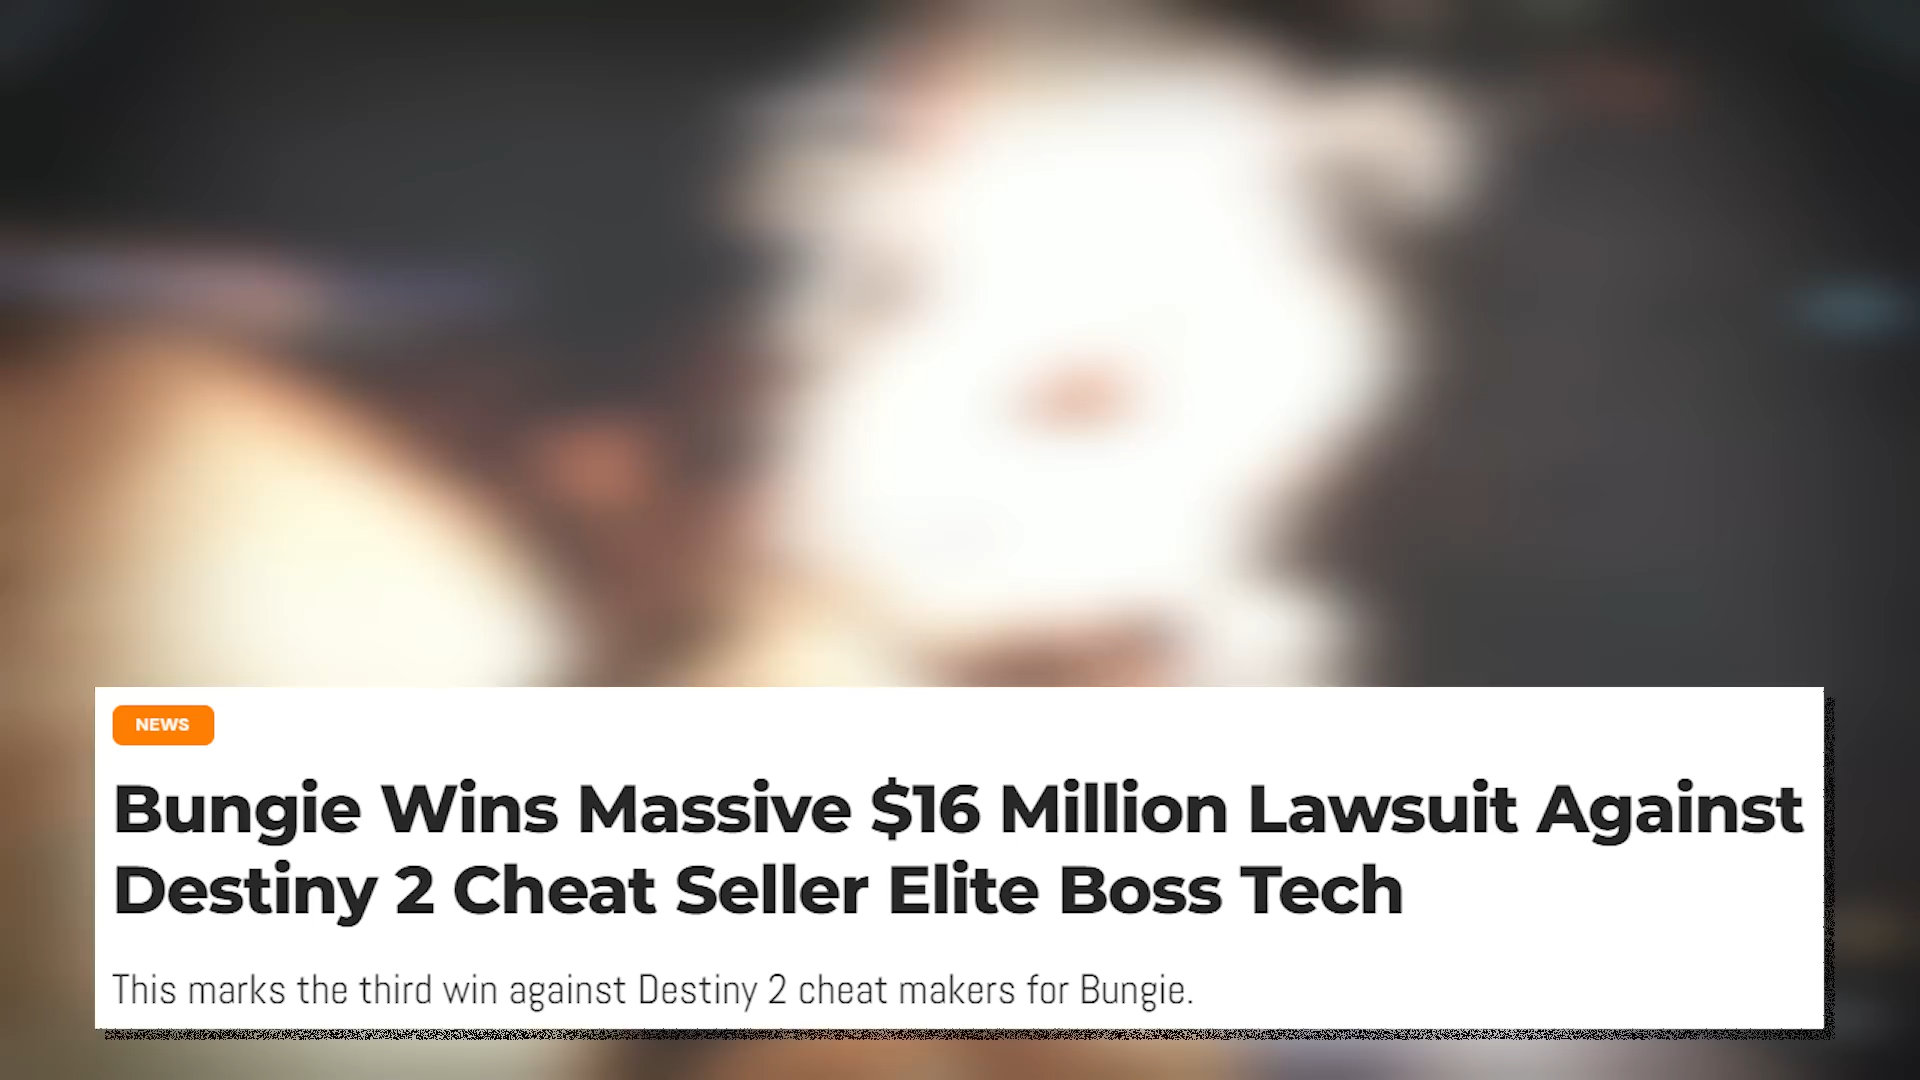 NEWS
Bungie Wins Massive $16 Million Lawsuit Against
Destiny 2 Cheat Seller Elite Boss Tech
This marks the third win against Destiny 2 cheat makers for Bungie.